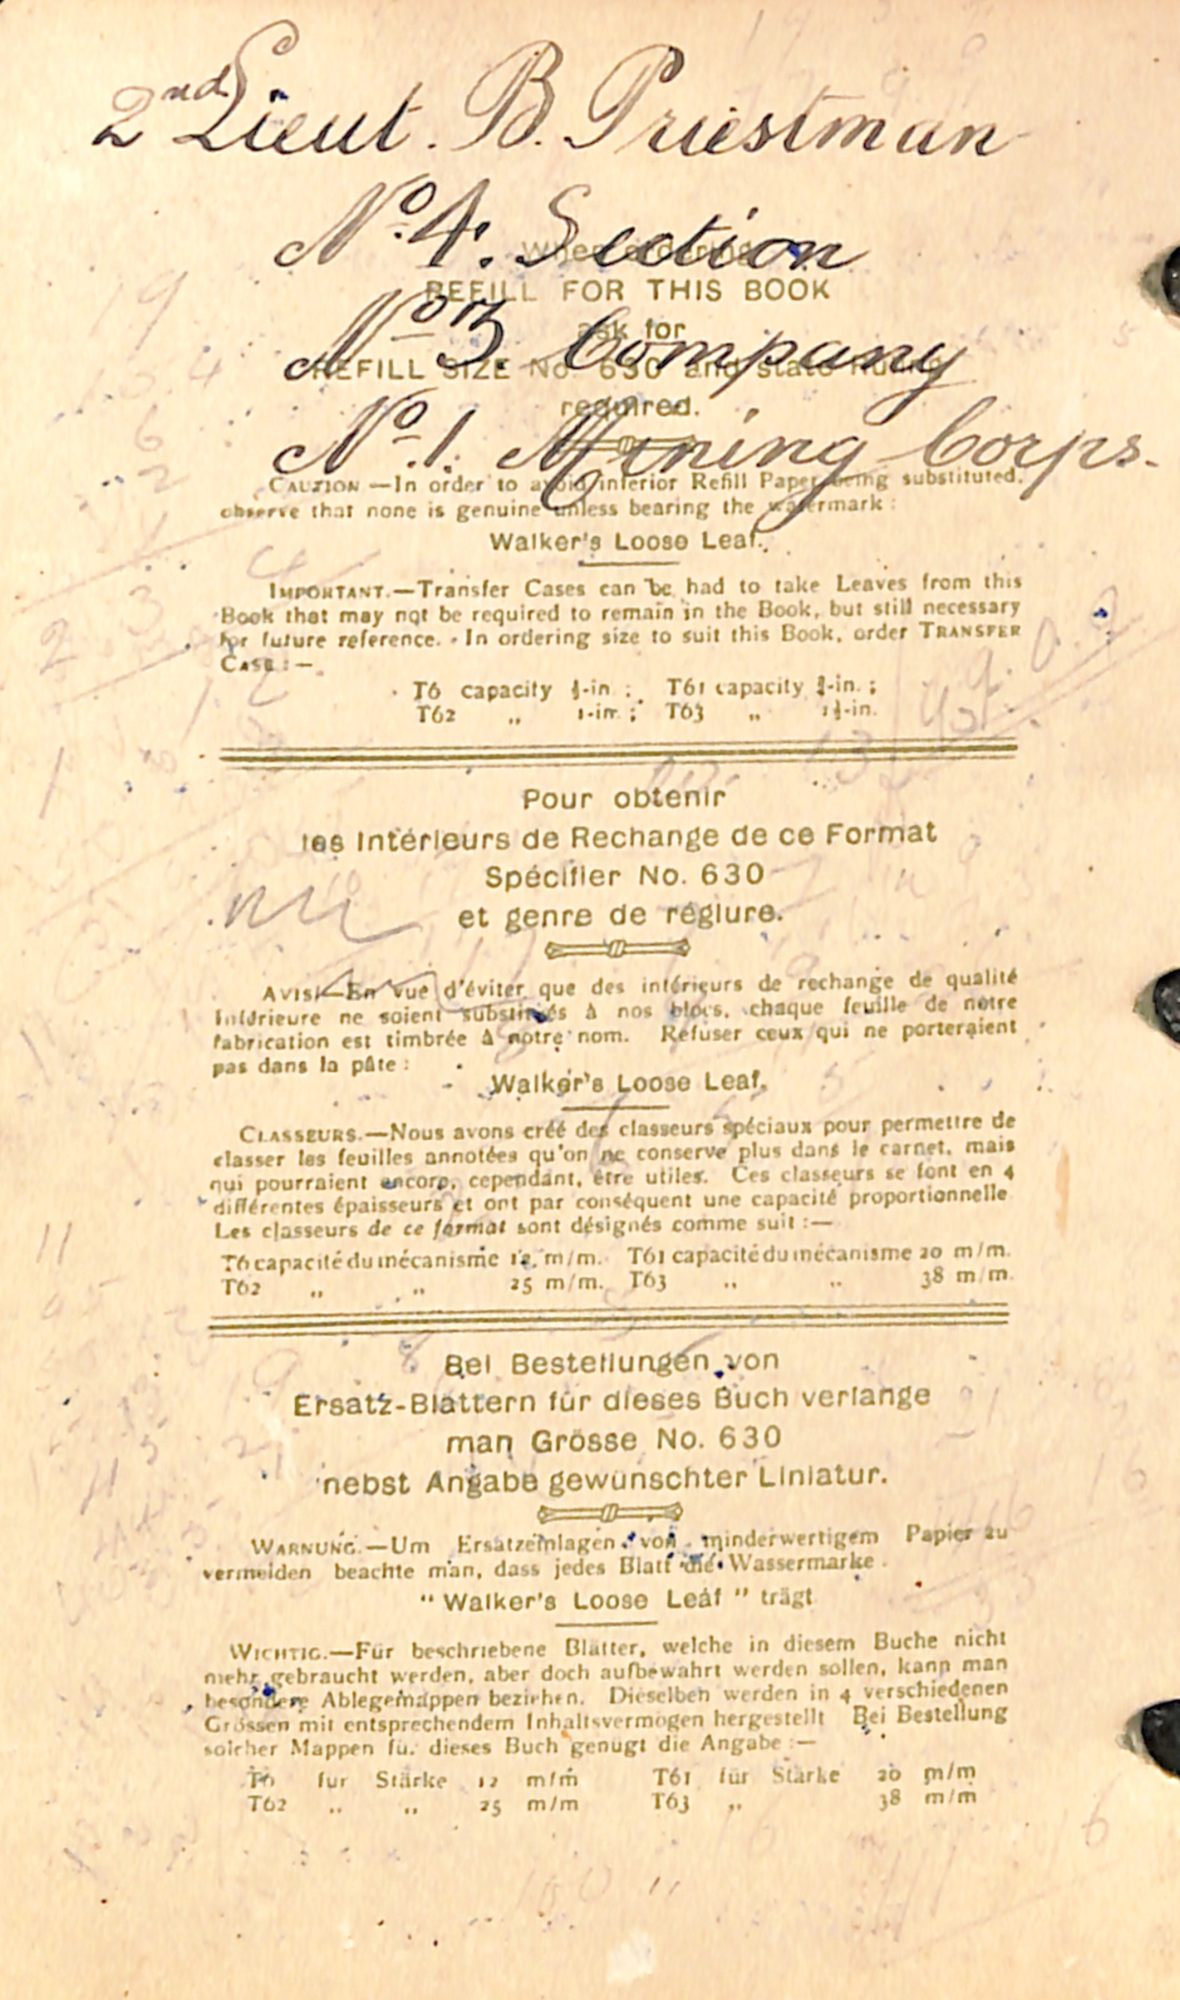 2nd Lieut. B. Priestman
No. 4. Section
When ordering
REFILL FOR THIS BOOK
No. 3 Company
ask for
REFILL SIZE No. 630 and state ruling
required.
No. 1. Mining Corps.
CAUTION —In order to avoid inferior Refill Paper being substituted,
observe that none is genuine unless bearing the watermark :
Walker's Loose Leaf.
IMPORTANT.—Transfer Cases can be had to take Leaves from this
Book that may not be required to remain in the Book, but still necessary
for future reference. In ordering size to suit this Book, order TRANSFER
CASE :—
T6 capacity -in. ; T61 capacity -in. ;
T62 ,, 1-in. ; T63 ,, -in.
Pour obtenir
les Intérieurs de Rechange de ce Format
Spécifier No. 630
et genre de réglure.
AVIS.—En vue d'éviter que des intérieurs de rechange de qualité
inférieure ne soient substitués à nos blocs, chaque feuille de notre
fabrication est timbrée à notre nom. Refuser ceux qui ne porteraient
pas dans la pâte :
Walker's Loose Leaf.
CLASSEURS.—Nous avons créé des classeurs spéciaux pour permettre de
classer les feuilles annotées qu'on ne conserve plus dans le carnet, mais
qui pourraient encore, cependant, être utiles. Ces classeurs se font en 4
différentes épaisseurs et ont par conséquent une capacité proportionnelle
Les classeurs de ce format sont désignés comme suit :—
T6 capacité du mécanisme 12 m/m. T61 capacité du mécanisme 20 m/m.
T62 ,, ,, 25 m/m. T63 ,, ,, 38 m/m.
Bei Bestellungen von
Ersatz-Blättern für dieses Buch verlange
man Grösse No. 630
nebst Angabe gewünschter Liniatur.
WARNUNG.—Um Ersatzeinlagen von minderwertigem Papier zu
vermeiden beachte man, dass jedes Blatt die Wassermarke
" Walker's Loose Leaf " trägt
WICHTIG.—Für beschriebene Blätter, welche in diesem Buche nicht
mehr gebraucht werden, aber doch aufbewahrt werden sollen, kann man
besondere Ablegemappen beziehen. Dieselben werden in 4 verschiedenen
Grössen mit entsprechendem Inhaltsvermögen hergestellt Bei Bestellung
solcher Mappen für dieses Buch genügt die Angabe :—
T6 für Stärke 12 m/m T61 für Stärke 20 m/m
T62 ,, ,, 25 m/m T63 ,, 38 m/m